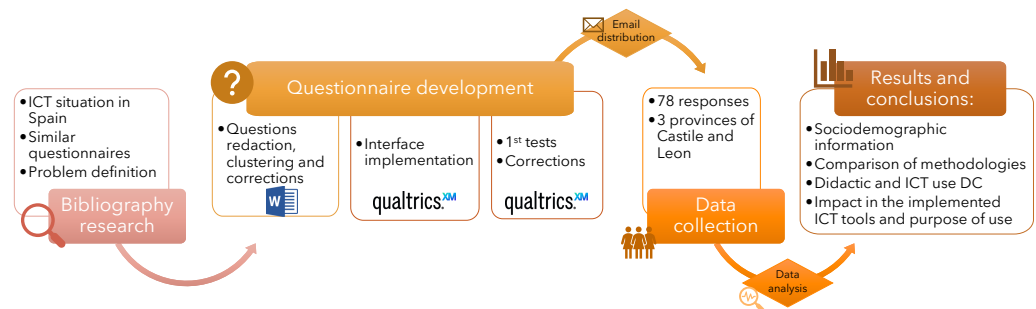 •ICT situation in
Spain
•Similar
questionnaires
•Problem definition
Bibliography
research
?
Questionnaire development
•Questions
redaction,
clustering and
corrections
W
•Interface
implementation
qualtrics.XM
•1st tests
•Corrections
qualtrics.XM
Email
distribution
•78 responses
•3 provinces of
Castile and
Leon
Data
collection
Data
analysis
Results and
conclusions:
•Sociodemographic
information
•Comparison of methodologies
•Didactic and ICT use DC
•Impact in the implemented
ICT tools and purpose of use